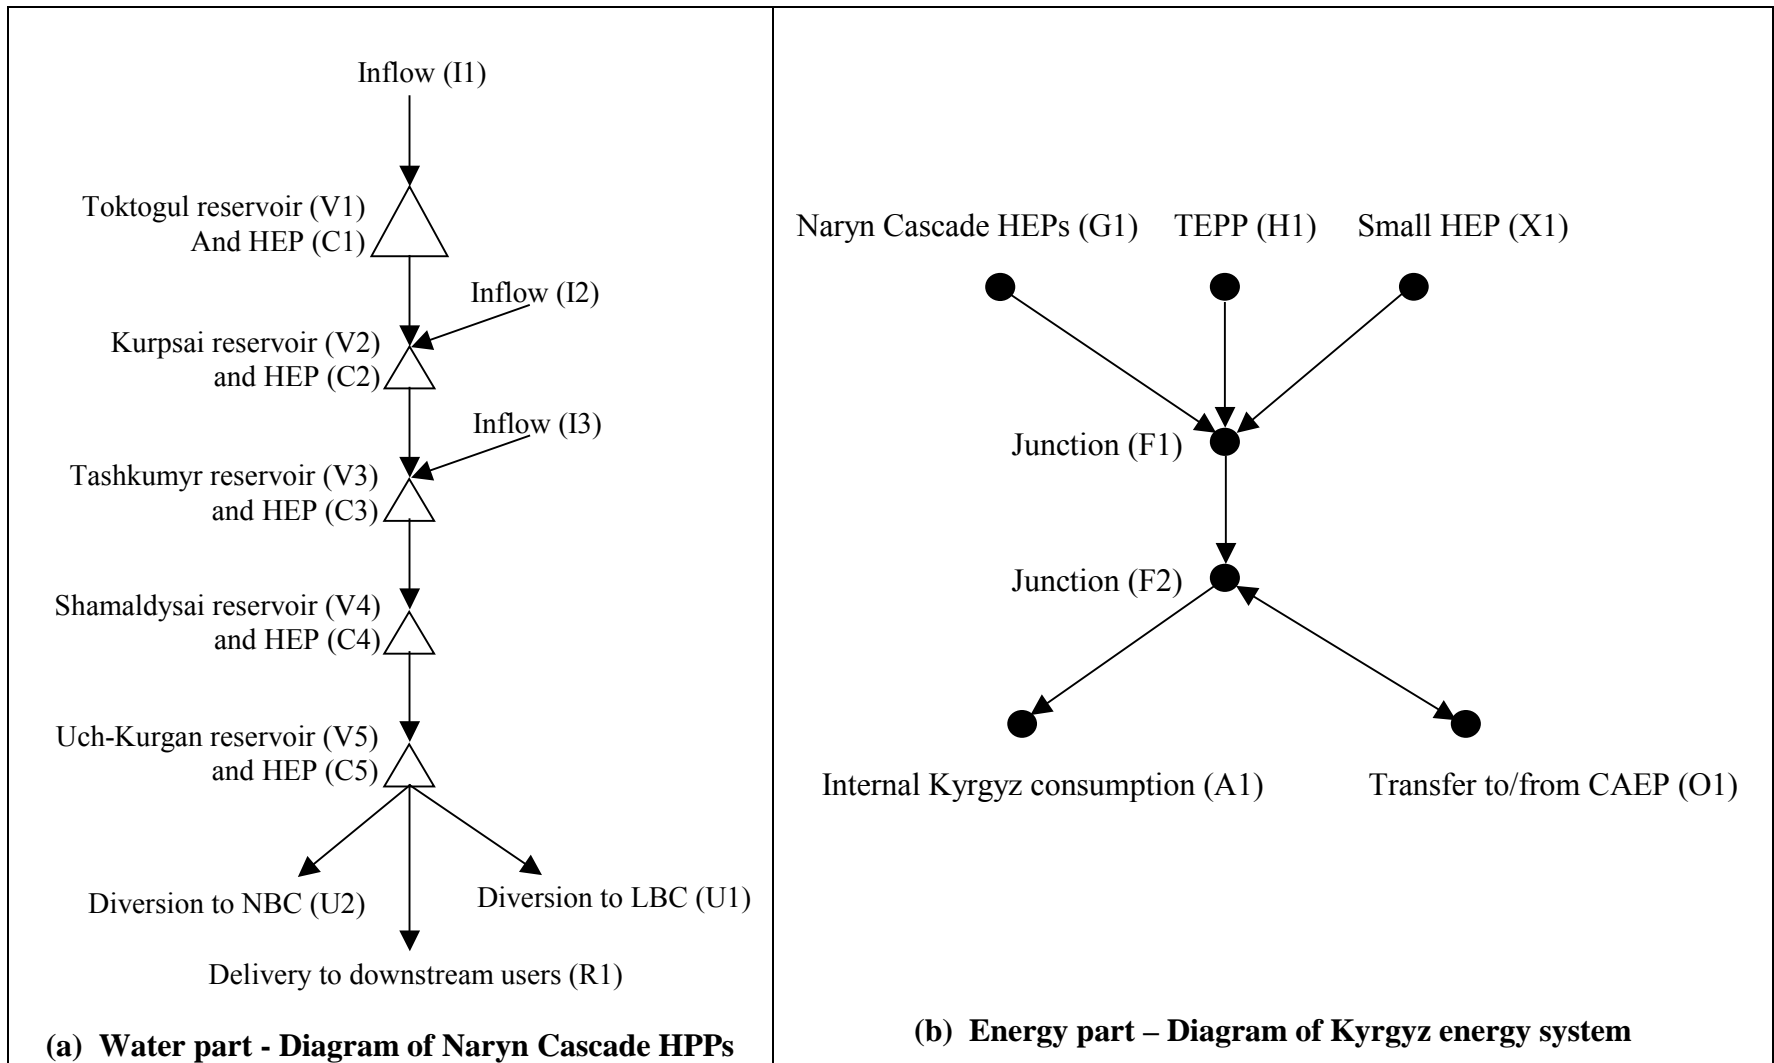 Inflow (I1)
Toktogul reservoir (V1)
And HEP (C1)
Inflow (I2)
Kurpsai reservoir (V2)
and HEP (C2)
Inflow (I3)
Tashkumyr reservoir (V3)
and HEP (C3)
Shamaldysai reservoir (V4)
and HEP (C4)
Uch-Kurgan reservoir (V5)
and HEP (C5)
Diversion to NBC (U2)
Diversion to LBC (U1)
Delivery to downstream users (R1)
(a) Water part - Diagram of Naryn Cascade HPPs
Naryn Cascade HEPs (G1)
TEPP (H1)
Small HEP (X1)
Junction (F1)
Junction (F2)
Internal Kyrgyz consumption (A1)
Transfer to/from CAEP (O1)
(b) Energy part – Diagram of Kyrgyz energy system